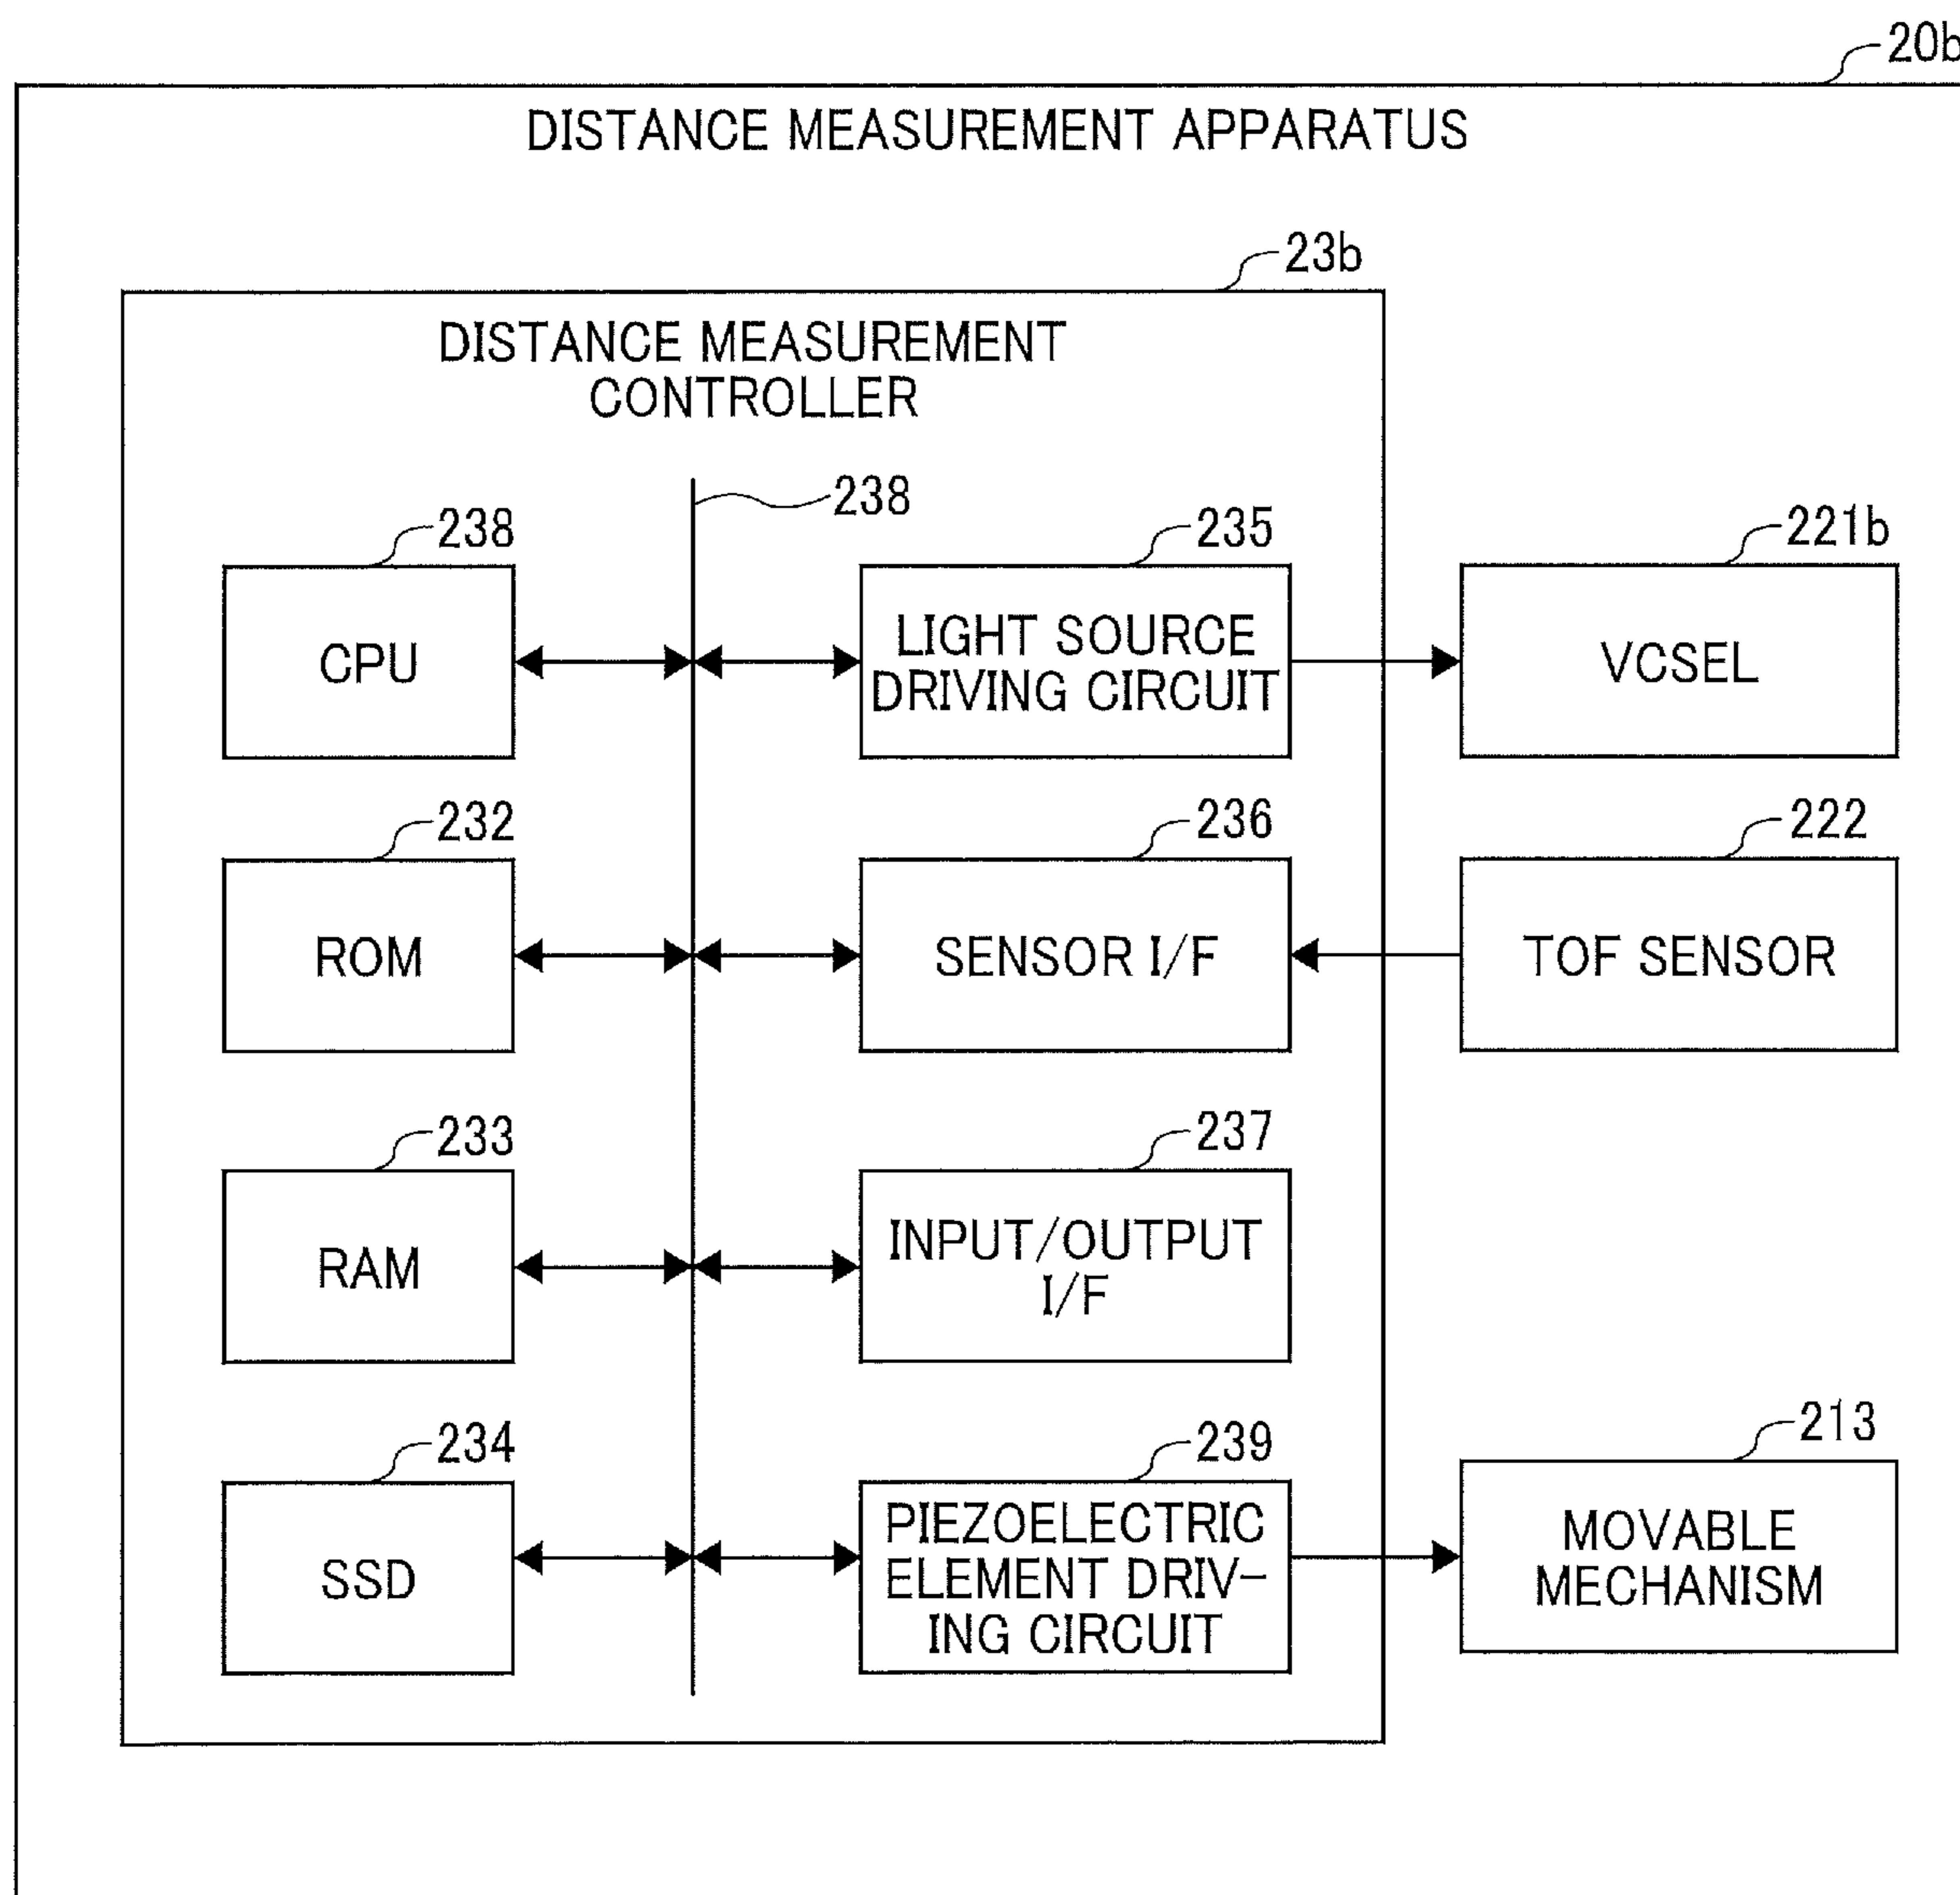 20b
DISTANCE MEASUREMENT APPARATUS
23b
DISTANCE MEASUREMENT
CONTROLLER
238
238
235
221b
CPU
LIGHT SOURCE
DRIVING CIRCUIT
VCSEL
232
236
222
ROM
SENSOR I/F
TOF SENSOR
233
237
RAM
INPUT/OUTPUT
I/F
234
239
213
SSD
PIEZOELECTRIC
ELEMENT DRIV-
ING CIRCUIT
MOVABLE
MECHANISM